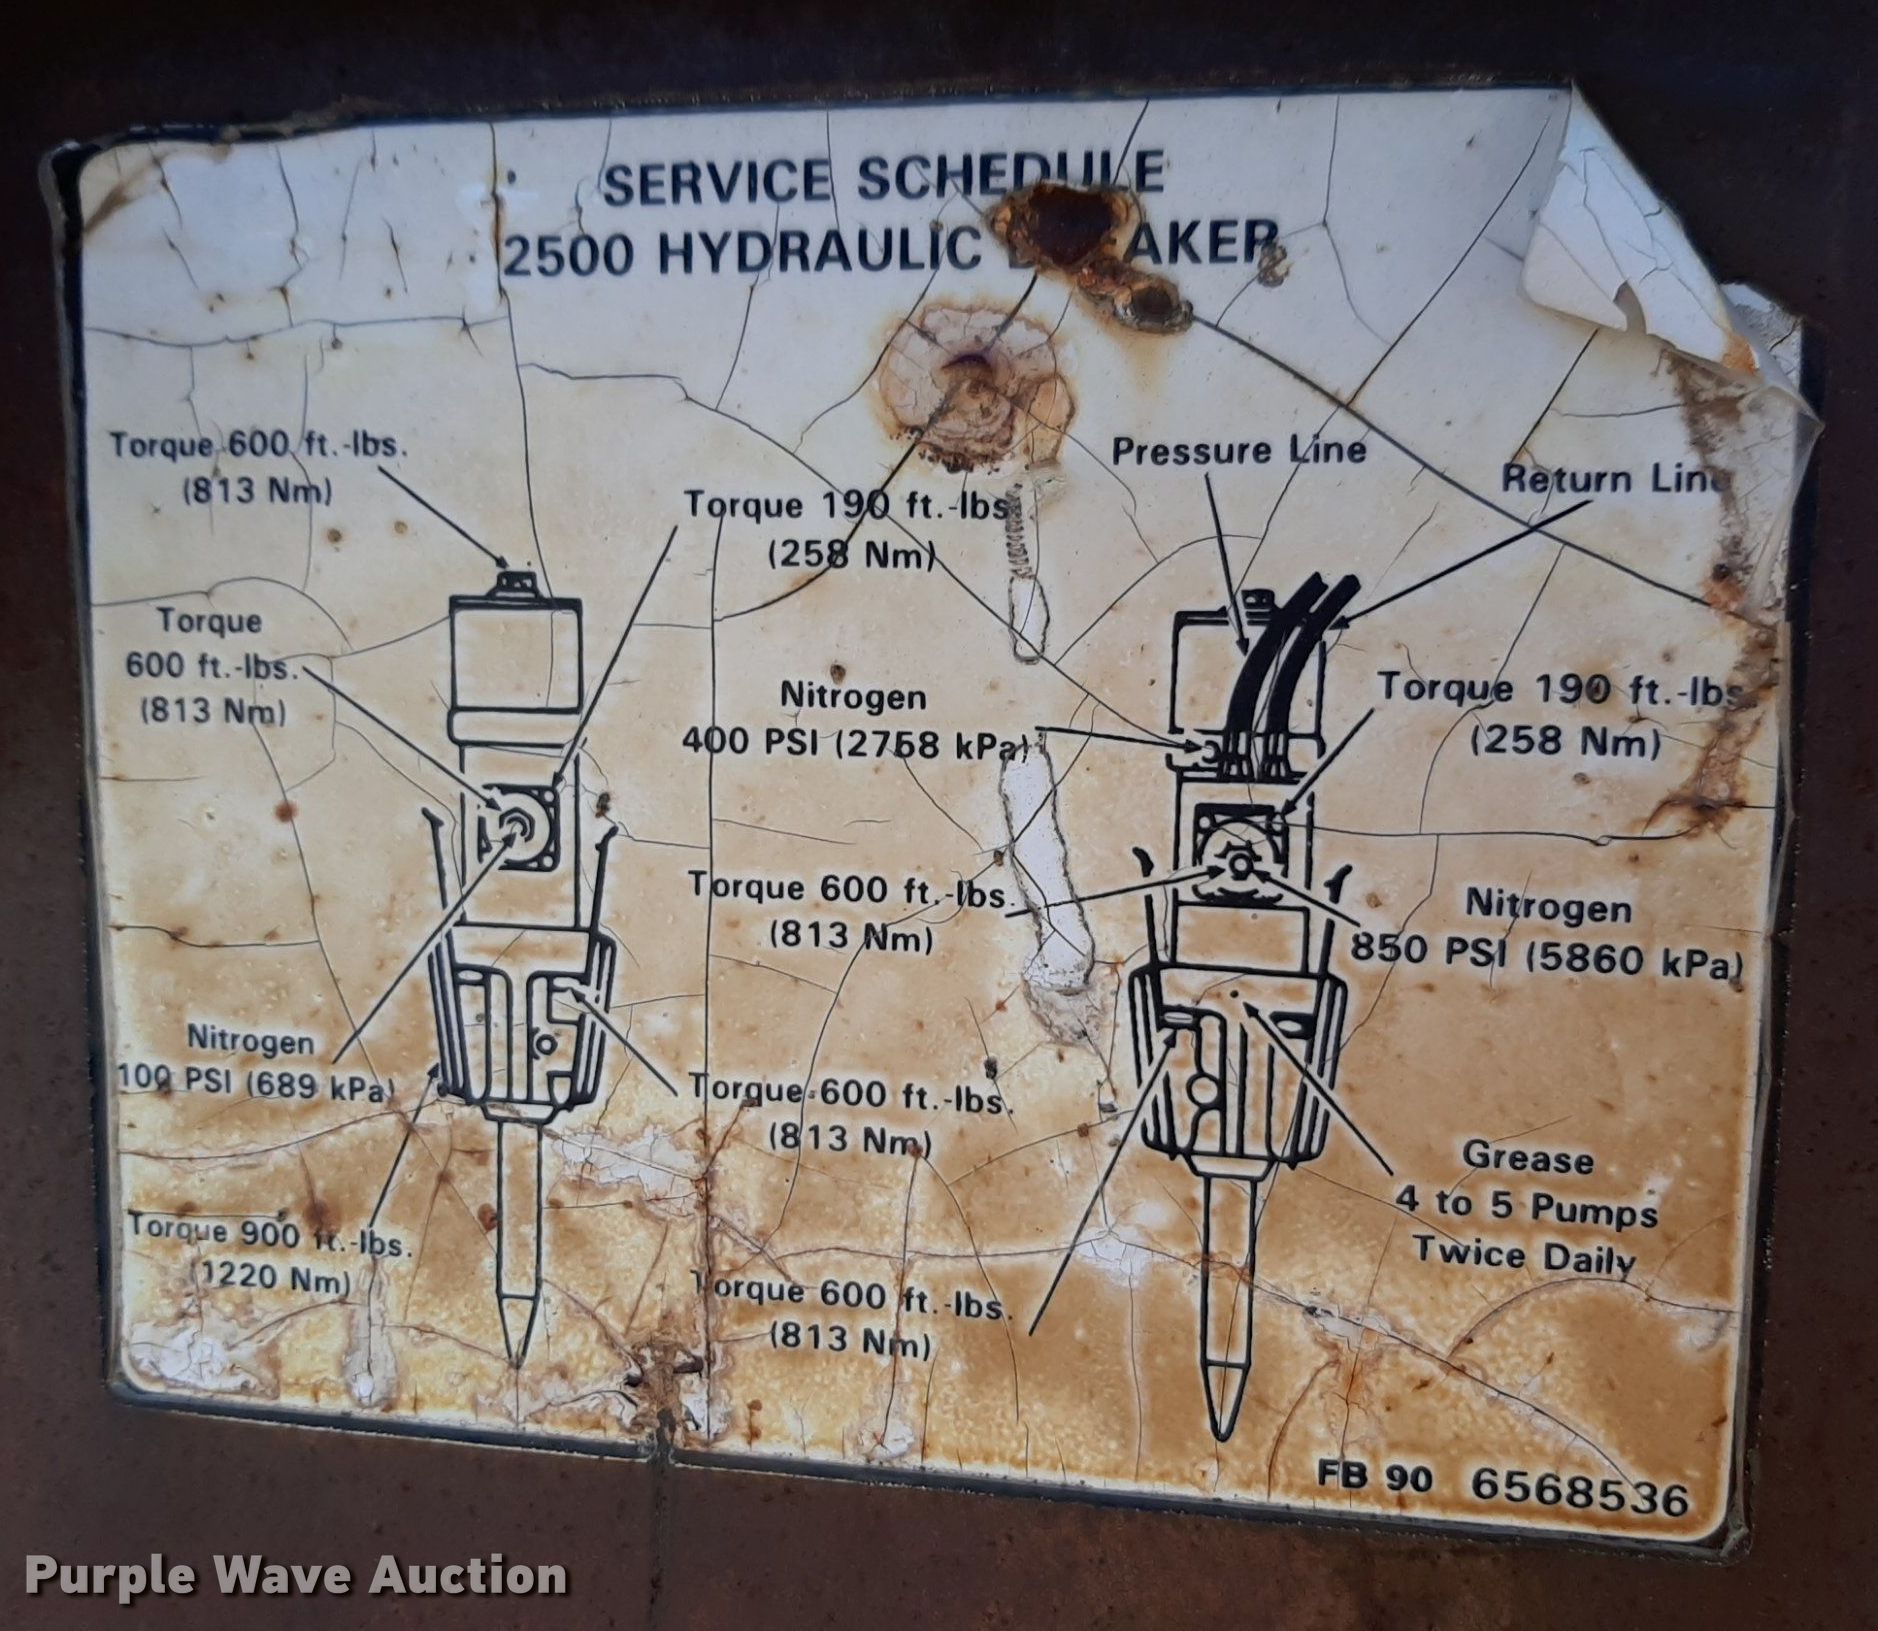 SERVICE SCHEDULE
2500 HYDRAULIC BREAKER
Torque 600 ft.-lbs.
(813 Nm)
Torque 190 ft.-lbs.
(258 Nm)
Pressure Line
Return Line
Torque
600 ft.-lbs.
(813 Nm)
Nitrogen
400 PSI (2758 kPa)
Torque 190 ft.-lbs.
(258 Nm)
Torque 600 ft.-lbs.
(813 Nm)
Nitrogen
850 PSI (5860 kPa)
Nitrogen
100 PSI (689 kPa)
Torque 600 ft.-lbs.
(813 Nm)
Grease
4 to 5 Pumps
Twice Daily
Torque 900 ft.-lbs.
(1220 Nm)
Torque 600 ft.-lbs.
(813 Nm)
FB 90 6568536
Purple Wave Auction